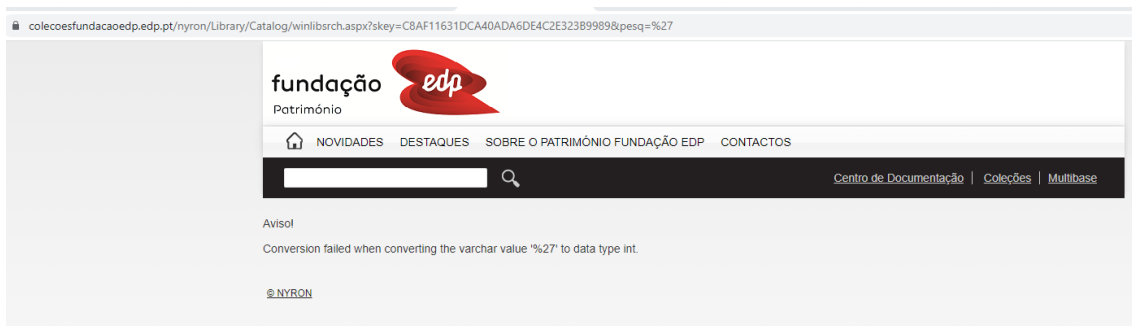 colecoesfundacaoedp.edp.pt/nyron/Library/Catalog/winlibsrch.aspx?skey=C8AF11631DCA40ADA6DE4C2E323B9989&pesq=%27
fundação edp
Património
NOVIDADES DESTAQUES SOBRE O PATRIMÓNIO FUNDAÇÃO EDP CONTACTOS
Centro de Documentação | Coleções | Multibase
Aviso!
Conversion failed when converting the varchar value '%27' to data type int.
© NYRON